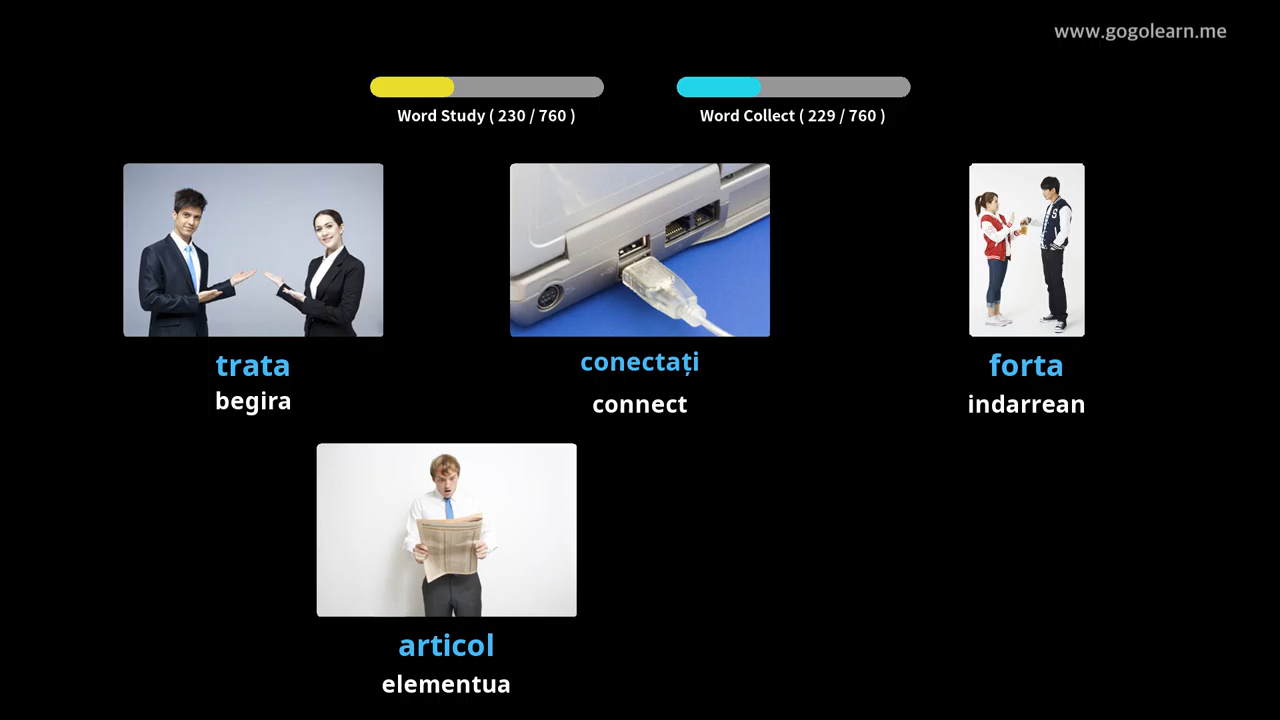 www.gogolearn.me
Word Study ( 230 / 760 )
Word Collect ( 229 / 760 )
trata
begira
conectați
connect
forta
indarrean
articol
elementua